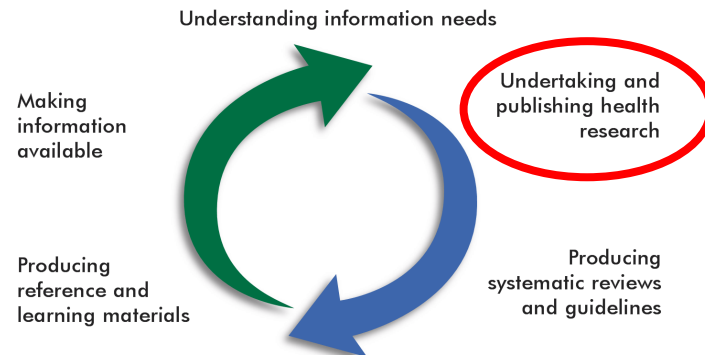 Understanding information needs
Undertaking and
publishing health
research
Producing
systematic reviews
and guidelines
Producing
reference and
learning materials
Making
information
available